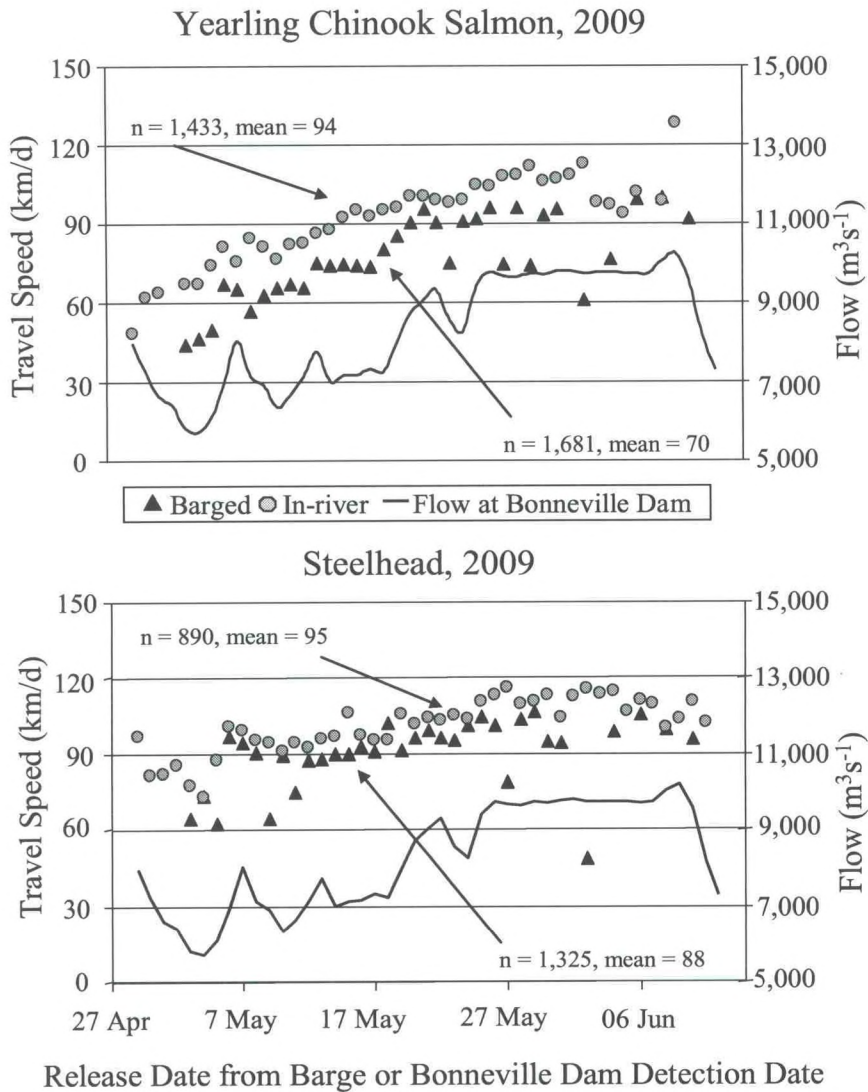 Yearling Chinook Salmon, 2009
150
120
90
60
30
0
Travel Speed (km/d)
n = 1,433, mean = 94
n = 1,681, mean = 70
15,000
13,000
11,000
9,000
7,000
5,000
Flow (m³s⁻¹)
Barged In-river Flow at Bonneville Dam
Steelhead, 2009
150
120
90
60
30
0
Travel Speed (km/d)
n = 890, mean = 95
n = 1,325, mean = 88
15,000
13,000
11,000
9,000
7,000
5,000
Flow (m³s⁻¹)
27 Apr 7 May 17 May 27 May 06 Jun
Release Date from Barge or Bonneville Dam Detection Date